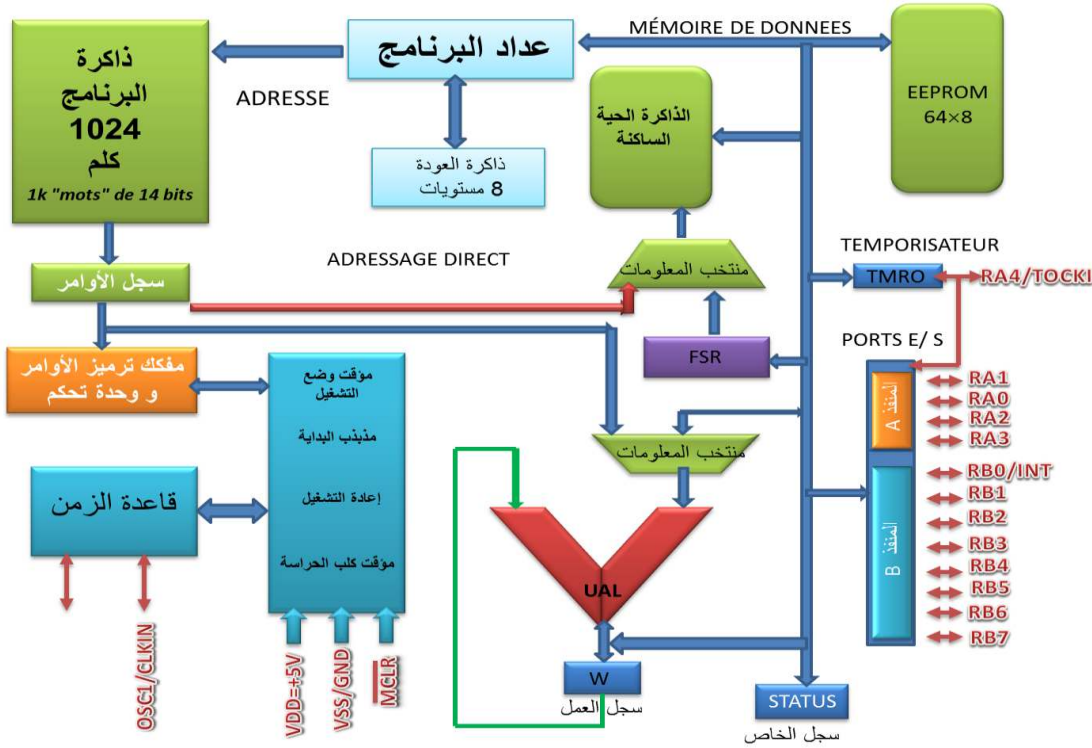 MÉMOIRE DE DONNEES
عداد البرنامج
ذاكرة
البرنامج
1024
كلم
1k "mots" de 14 bits
ADRESSE
الذاكرة الحية
الساكنة
EEPROM
64×8
ذاكرة العودة
8 مستويات
TEMPORISATEUR
ADRESSAGE DIRECT
منتخب المعلومات
TMRO
RA4/TOCKI
سجل الأوامر
PORTS E/ S
FSR
مفكك ترميز الأوامر
و وحدة تحكم
مؤقت وضع
التشغيل
مذبذب البداية
إعادة التشغيل
مؤقت كلب الحراسة
المنفذ A
RA1
RA0
RA2
RA3
منتخب المعلومات
قاعدة الزمن
المنفذ B
RB0/INT
RB1
RB2
RB3
RB4
RB5
RB6
RB7
UAL
OSC1/CLKIN
VDD=+5V
VSS/GND
MCLR
W
سجل العمل
STATUS
سجل الخاص